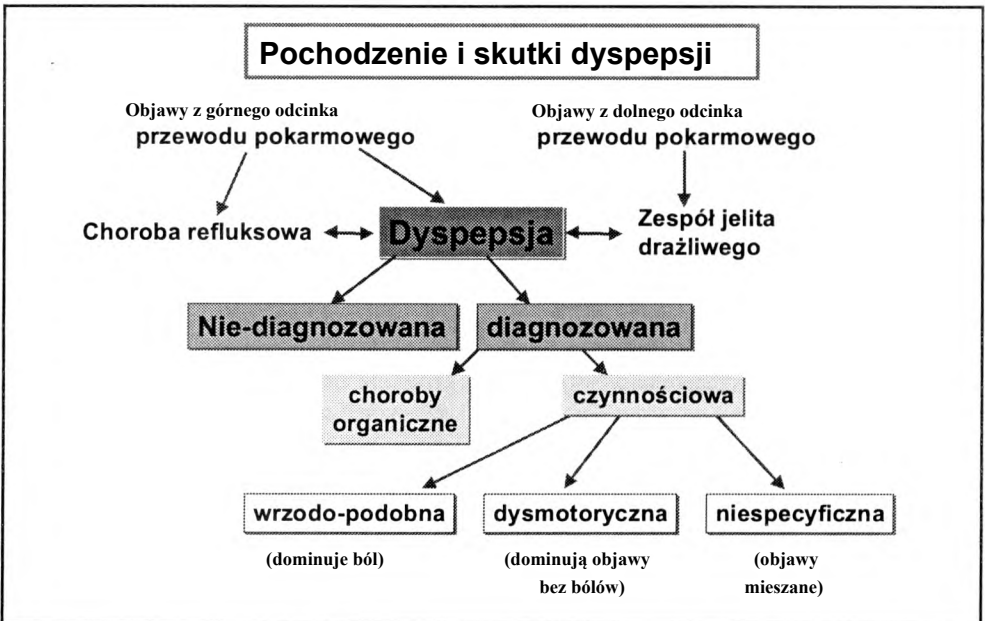 Pochodzenie i skutki dyspepsji
Objawy z górnego odcinka
przewodu pokarmowego
Objawy z dolnego odcinka
przewodu pokarmowego
Choroba refluksowa
Dyspepsja
Zespół jelita
drażliwego
Nie-diagnozowana
diagnozowana
choroby
organiczne
czynnościowa
wrzodo-podobna
(dominuje ból)
dysmotoryczna
(dominują objawy
bez bólów)
niespecyficzna
(objawy
mieszane)